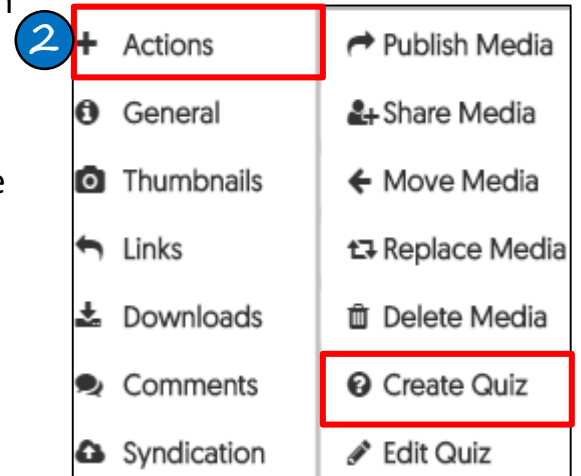 2
Actions
General
Thumbnails
Links
Downloads
Comments
Syndication
Publish Media
Share Media
Move Media
Replace Media
Delete Media
Create Quiz
Edit Quiz